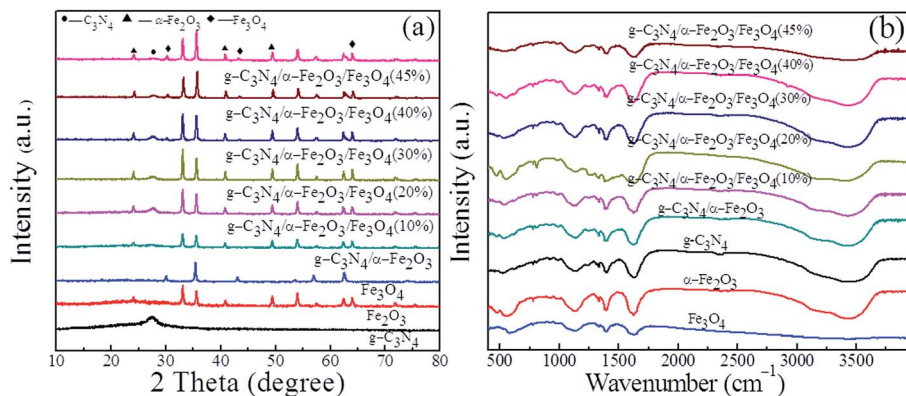 ●—C₃N₄ ▲—α-Fe₂O₃ ◆—Fe₃O₄
(a)
g-C₃N₄/α-Fe₂O₃/Fe₃O₄(45%)
g-C₃N₄/α-Fe₂O₃/Fe₃O₄(40%)
g-C₃N₄/α-Fe₂O₃/Fe₃O₄(30%)
g-C₃N₄/α-Fe₂O₃/Fe₃O₄(20%)
g-C₃N₄/α-Fe₂O₃/Fe₃O₄(10%)
g-C₃N₄/α-Fe₂O₃
Fe₃O₄
Fe₂O₃
g-C₃N₄
Intensity (a.u.)
10 20 30 40 50 60 70 80
2 Theta (degree)
(b)
g-C₃N₄/α-Fe₂O₃/Fe₃O₄(45%)
g-C₃N₄/α-Fe₂O₃/Fe₃O₄(40%)
g-C₃N₄/α-Fe₂O₃/Fe₃O₄(30%)
g-C₃N₄/α-Fe₂O₃/Fe₃O₄(20%)
g-C₃N₄/α-Fe₂O₃/Fe₃O₄(10%)
g-C₃N₄/α-Fe₂O₃
g-C₃N₄
α-Fe₂O₃
Fe₃O₄
Intensity (a.u.)
500 1000 1500 2000 2500 3000 3500
Wavenumber (cm⁻¹)